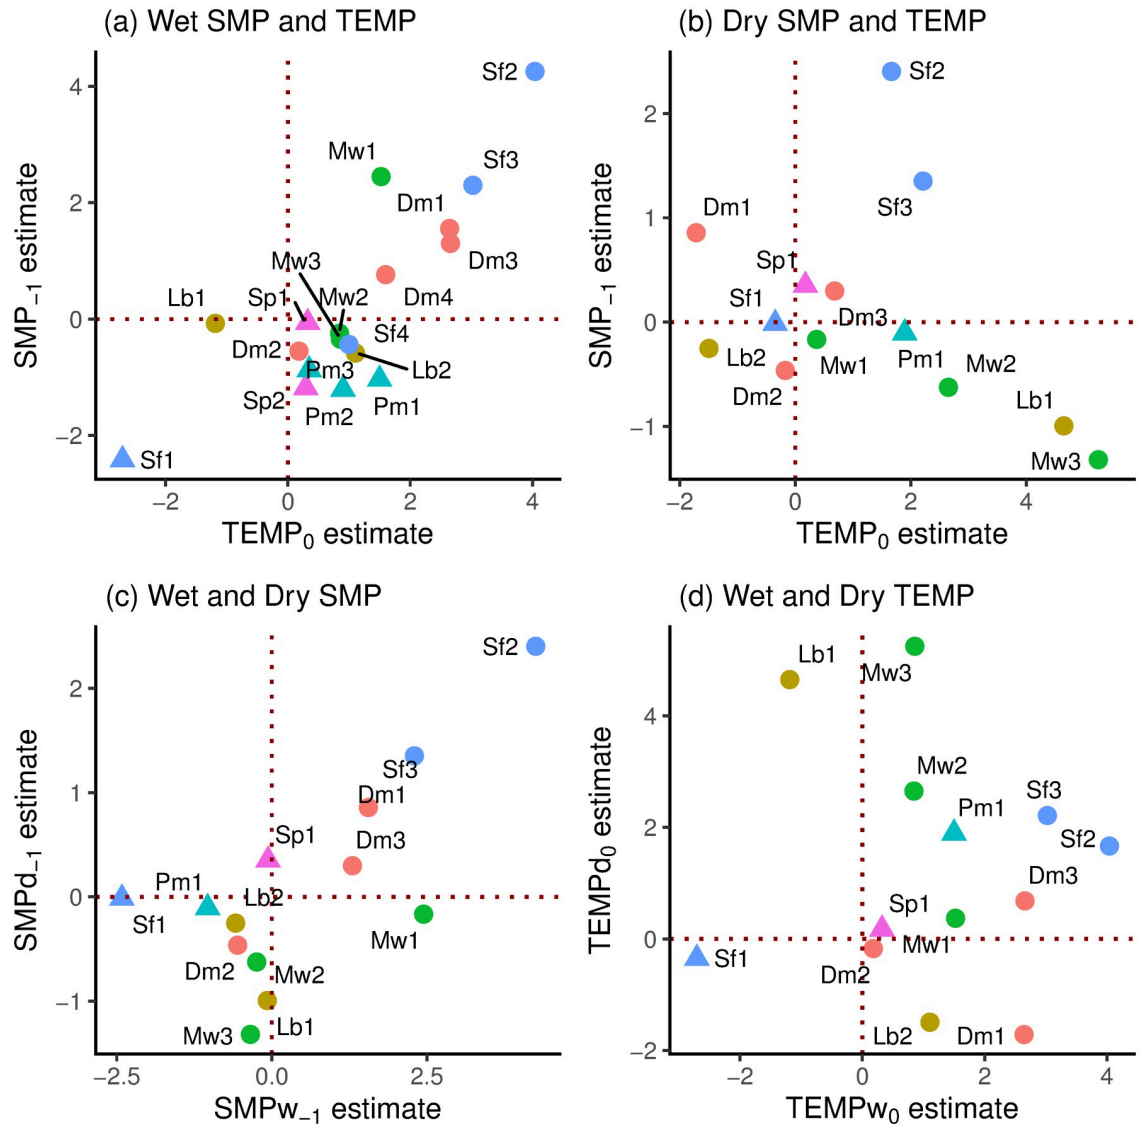 (a) Wet SMP and TEMP
SMP₋₁ estimate
4
2
0
−2
Sf2
Mw1
Sf3
Dm1
Dm3
Mw3
Dm4
Lb1
Sp1
Mw2
Sf4
Dm2
Pm3
Lb2
Sp2
Pm2
Pm1
Sf1
−2
0
2
4
TEMP₀ estimate
(b) Dry SMP and TEMP
SMP₋₁ estimate
2
1
0
−1
Sf2
Sf3
Dm1
Sp1
Sf1
Dm3
Lb2
Mw1
Pm1
Mw2
Dm2
Lb1
Mw3
−2
0
2
4
TEMP₀ estimate
(c) Wet and Dry SMP
SMPd₋₁ estimate
2
1
0
−1
Sf2
Sf3
Dm1
Dm3
Sp1
Pm1
Lb2
Sf1
Mw1
Dm2
Mw2
Lb1
Mw3
−2.5
0.0
2.5
SMPw₋₁ estimate
(d) Wet and Dry TEMP
TEMPd₀ estimate
4
2
0
−2
Lb1
Mw3
Mw2
Pm1
Sf3
Sf2
Dm3
Sp1
Mw1
Sf1
Dm2
Lb2
Dm1
−2
0
2
4
TEMPw₀ estimate